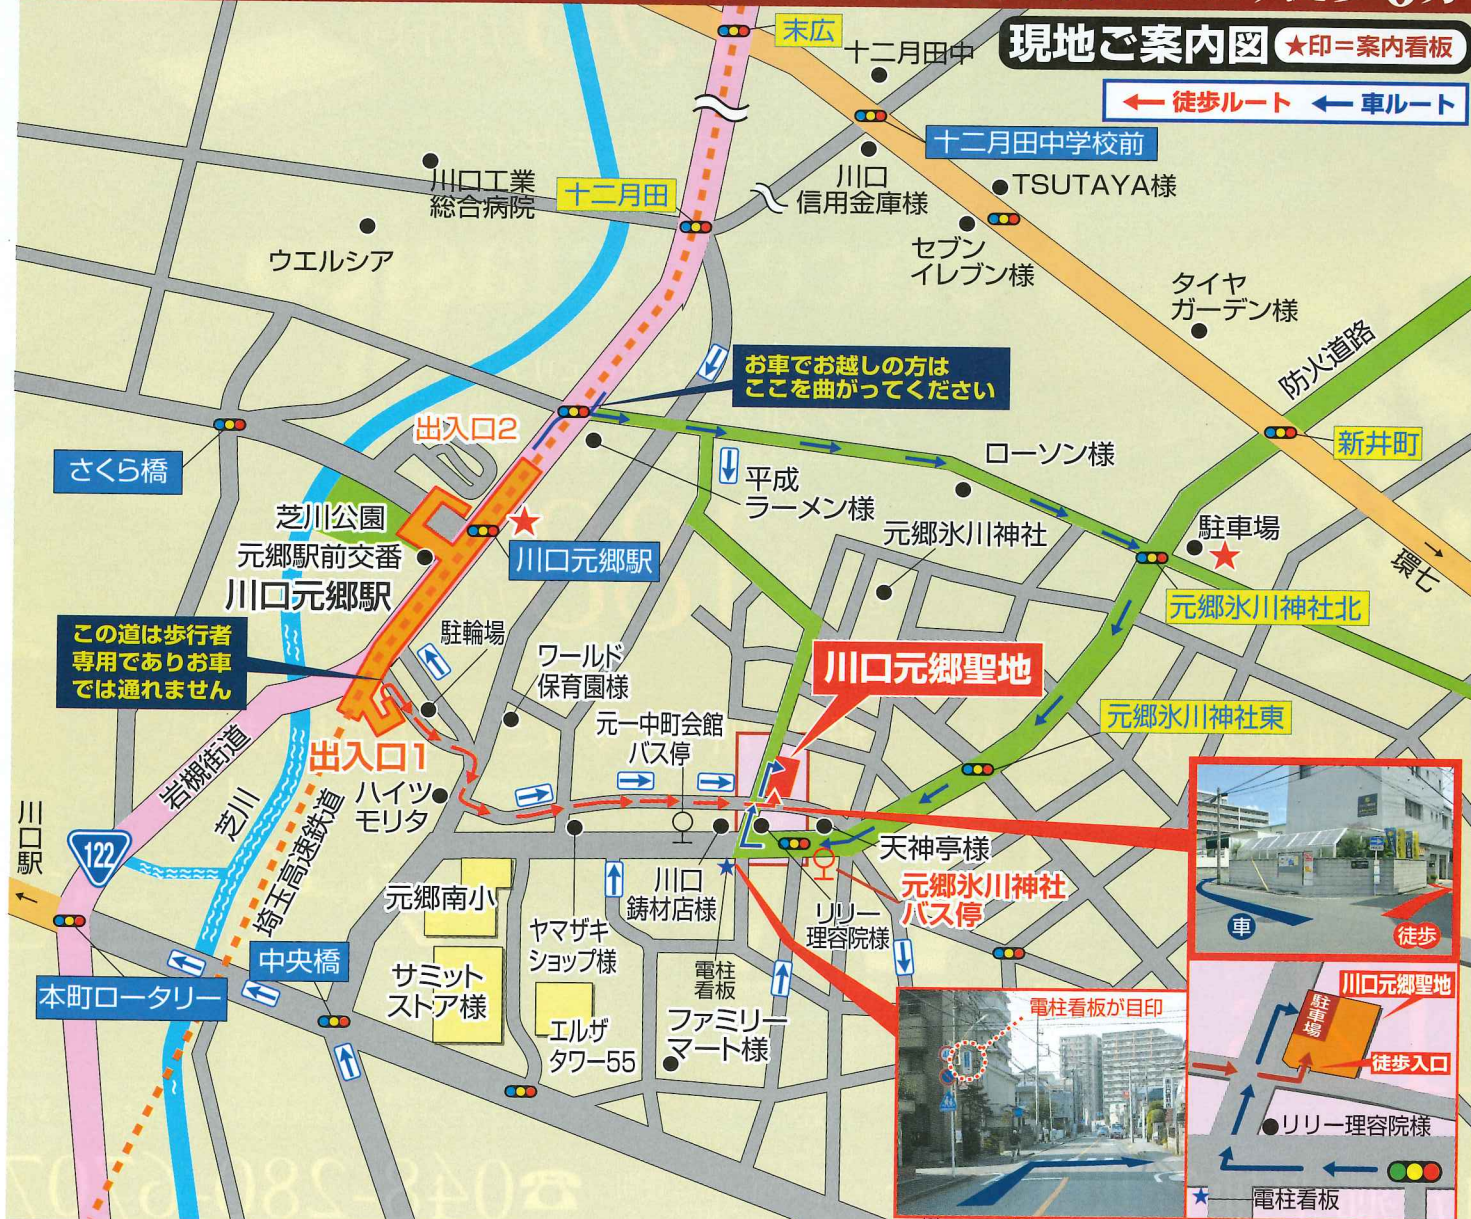 現地ご案内図
★印＝案内看板
← 徒歩ルート ← 車ルート
末広
十二月田中
十二月田中学校前
川口工業
総合病院
十二月田
川口
信用金庫様
TSUTAYA様
ウエルシア
セブン
イレブン様
タイヤ
ガーデン様
防火道路
お車でお越しの方は
ここを曲がってください
出入口2
さくら橋
新井町
ローソン様
平成
ラーメン様
芝川公園
元郷駅前交番
川口元郷駅
川口元郷駅
元郷氷川神社
駐車場
環七
元郷氷川神社北
この道は歩行者
専用でありお車
では通れません
駐輪場
ワールド
保育園様
川口元郷聖地
元郷氷川神社東
元一中町会館
バス停
出入口1
岩槻街道
芝川
埼玉高速鉄道
ハイツ
モリタ
川口駅
122
天神亭様
元郷氷川神社
バス停
元郷南小
川口
鋳材店様
リリー
理容院様
ヤマザキ
ショップ様
中央橋
本町ロータリー
サミット
ストア様
電柱
看板
エルザ
タワー55
ファミリー
マート様
車
徒歩
電柱看板が目印
川口元郷聖地
駐車場
徒歩入口
リリー理容院様
電柱看板